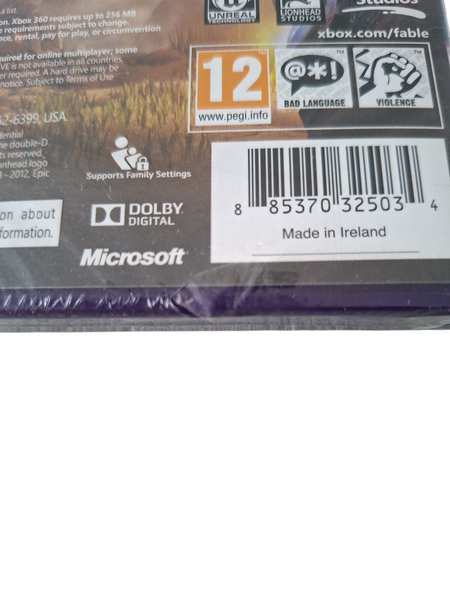 a list.
on. Xbox 360 requires up to 256 MB
e requirements subject to change.
nce, rental, pay for play, or circumvention
UNREAL
TECHNOLOGY
LIONHEAD
STUDIOS
Studios
xbox.com/fable
quired for online multiplayer; some
VE is not available in all countries.
er required. A hard drive may be
notice. Subject to Terms of Use
12
www.pegi.info
@*!
BAD LANGUAGE
VIOLENCE
52-6399, USA
dential
he double-D
ts reserved.
onhead logo
- 2012, Epic
Supports Family Settings
on about
formation.
DOLBY
DIGITAL
Microsoft
8 85370 32503 4
Made in Ireland